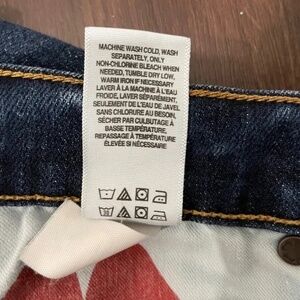 MACHINE WASH COLD, WASH
SEPARATELY, ONLY
NON-CHLORINE BLEACH WHEN
NEEDED, TUMBLE DRY LOW,
WARM IRON IF NECESSARY
LAVER À LA MACHINE À L'EAU
FROIDE, LAVER SÉPARÉMENT,
SEULEMENT DE L'EAU DE JAVEL
SANS CHLORURE AU BESOIN,
SÉCHER PAR CULBUTAGE À
BASSE TEMPÉRATURE,
REPASSAGE À TEMPÉRATURE
ÉLEVÉE SI NÉCESSAIRE